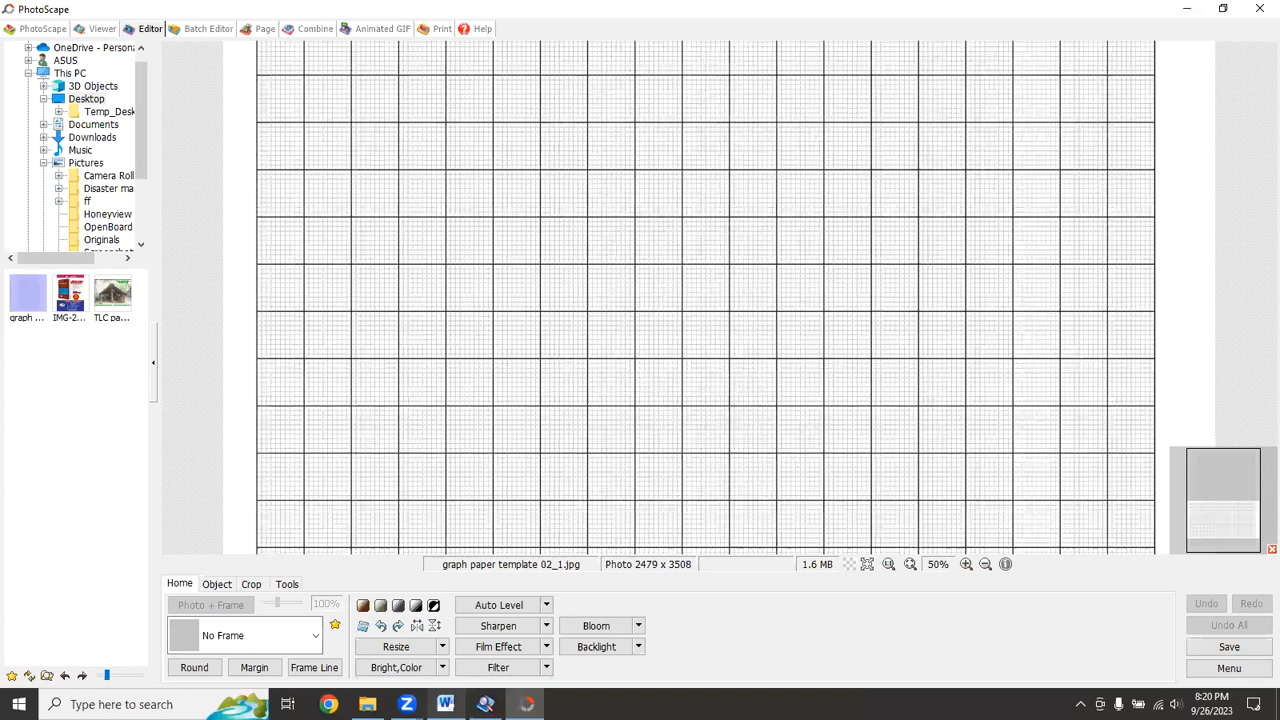 PhotoScape
PhotoScape Viewer Editor Batch Editor Page Combine Animated GIF Print Help
OneDrive - Persona
ASUS
This PC
3D Objects
Desktop
Temp_Desk
Documents
Downloads
Music
Pictures
Camera Roll
Disaster ma
ff
Honeyview
OpenBoard
Originals
graph ... IMG-2... TLC pa...
graph paper template 02_1.jpg Photo 2479 x 3508 1.6 MB 50%
Home Object Crop Tools
Photo + Frame 100% Auto Level Undo Redo
No Frame Sharpen Bloom Undo All
Resize Film Effect Backlight Save
Round Margin Frame Line Bright,Color Filter Menu
Type here to search
8:20 PM
9/26/2023